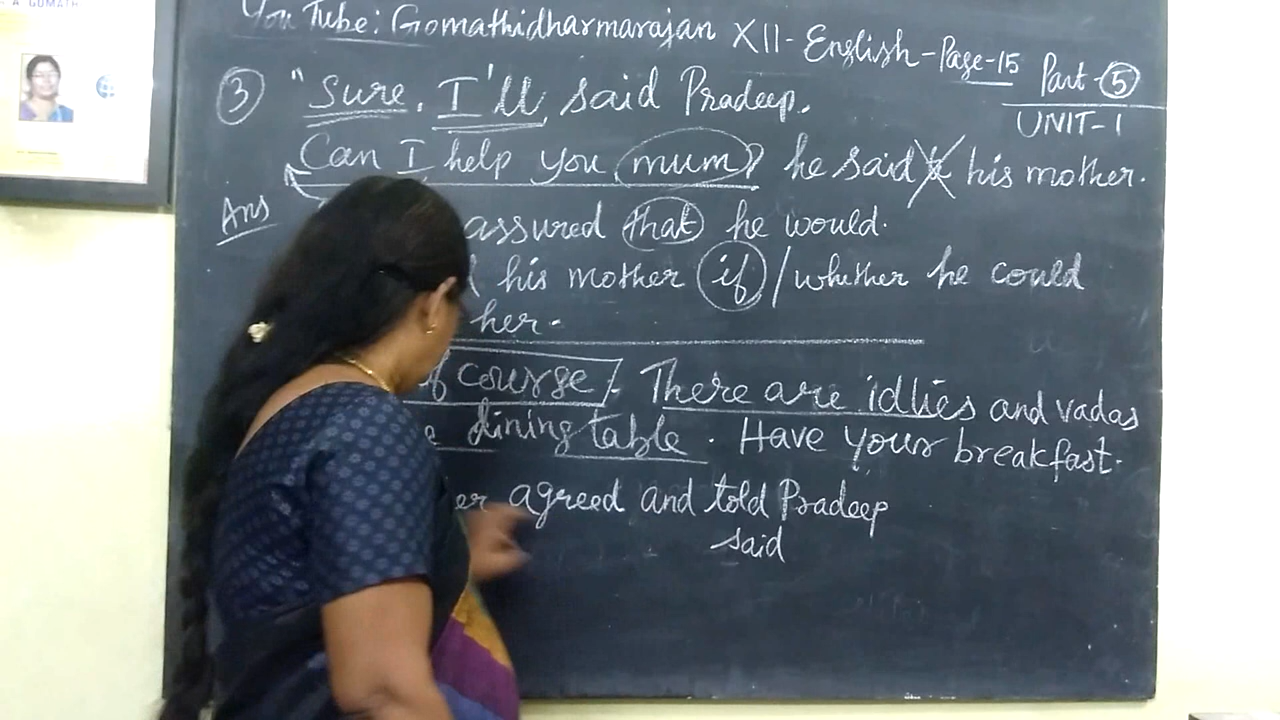 A GOMATH
YouTube: Gomathidharmarajan XII - English - Page-15
Part-5
UNIT-1
3 "Sure. I'll, said Pradeep.
Can I help you mum? he said his mother.
Ans
assured that he would.
his mother if / whether he could
her.
of course. There are idlies and vadas
dining table. Have your breakfast.
er agreed and told Pradeep
said